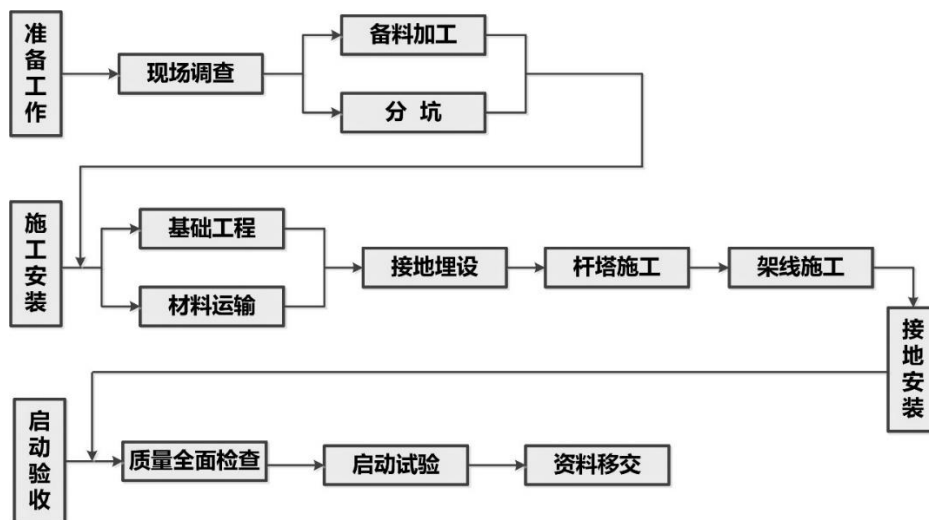 准备工作
现场调查
备料加工
分 坑
施工安装
基础工程
材料运输
接地埋设
杆塔施工
架线施工
接地安装
启动验收
质量全面检查
启动试验
资料移交